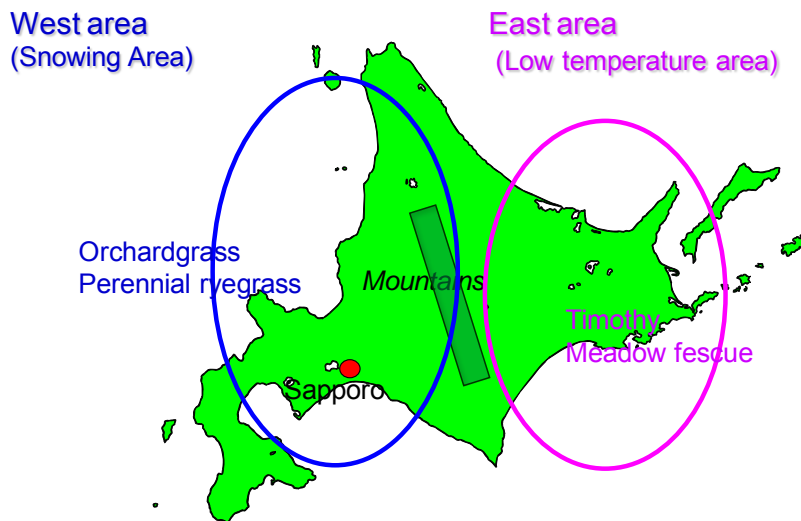 West area
(Snowing Area)
East area
(Low temperature area)
Orchardgrass
Perennial ryegrass
Mountains
Timothy
Meadow fescue
Sapporo